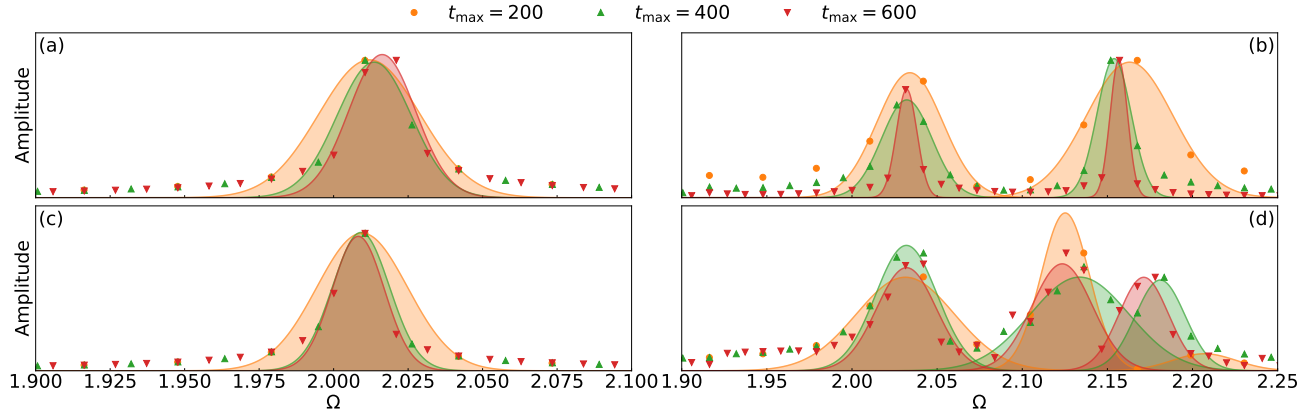 t_max = 200 t_max = 400 t_max = 600
(a) (b)
Amplitude
(c) (d)
Amplitude
1.900 1.925 1.950 1.975 2.000 2.025 2.050 2.075 2.100 1.90 1.95 2.00 2.05 2.10 2.15 2.20 2.25
Ω Ω